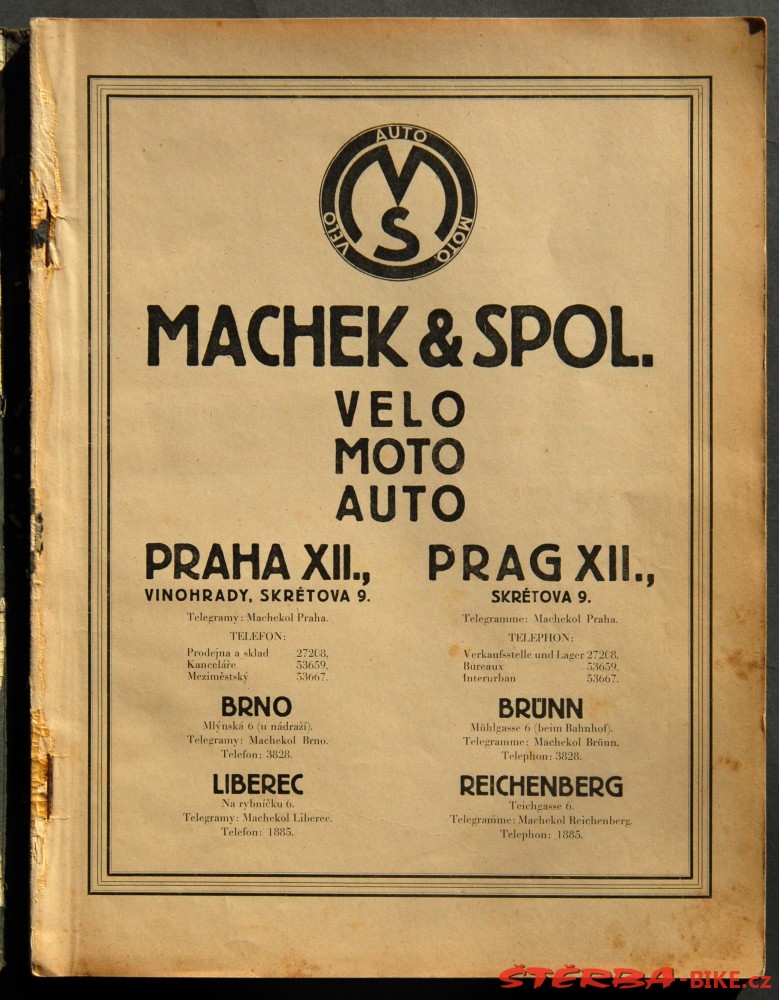 AUTO
VELO
MOTO
MS
MACHEK & SPOL.
VELO
MOTO
AUTO
PRAHA XII.,
VINOHRADY, SKRÉTOVA 9.
Telegramy: Machekol Praha.
TELEFON:
Prodejna a sklad 27208,
Kanceláře 53659,
Meziměstský 53667.
BRNO
Mlýnská 6 (u nádraží).
Telegramy: Machekol Brno.
Telefon: 3828.
LIBEREC
Na rybníčku 6.
Telegramy: Machekol Liberec.
Telefon: 1885.
PRAG XII.,
SKRÉTOVA 9.
Telegramme: Machekol Praha.
TELEPHON:
Verkaufsstelle und Lager 27208,
Bureaux 53659,
Interurban 53667.
BRÜNN
Mühlgasse 6 (beim Bahnhof).
Telegramme: Machekol Brünn.
Telephon: 3828.
REICHENBERG
Teichgasse 6.
Telegramme: Machekol Reichenberg.
Telephon: 1885.
ŠTĚRBA-BIKE.cz